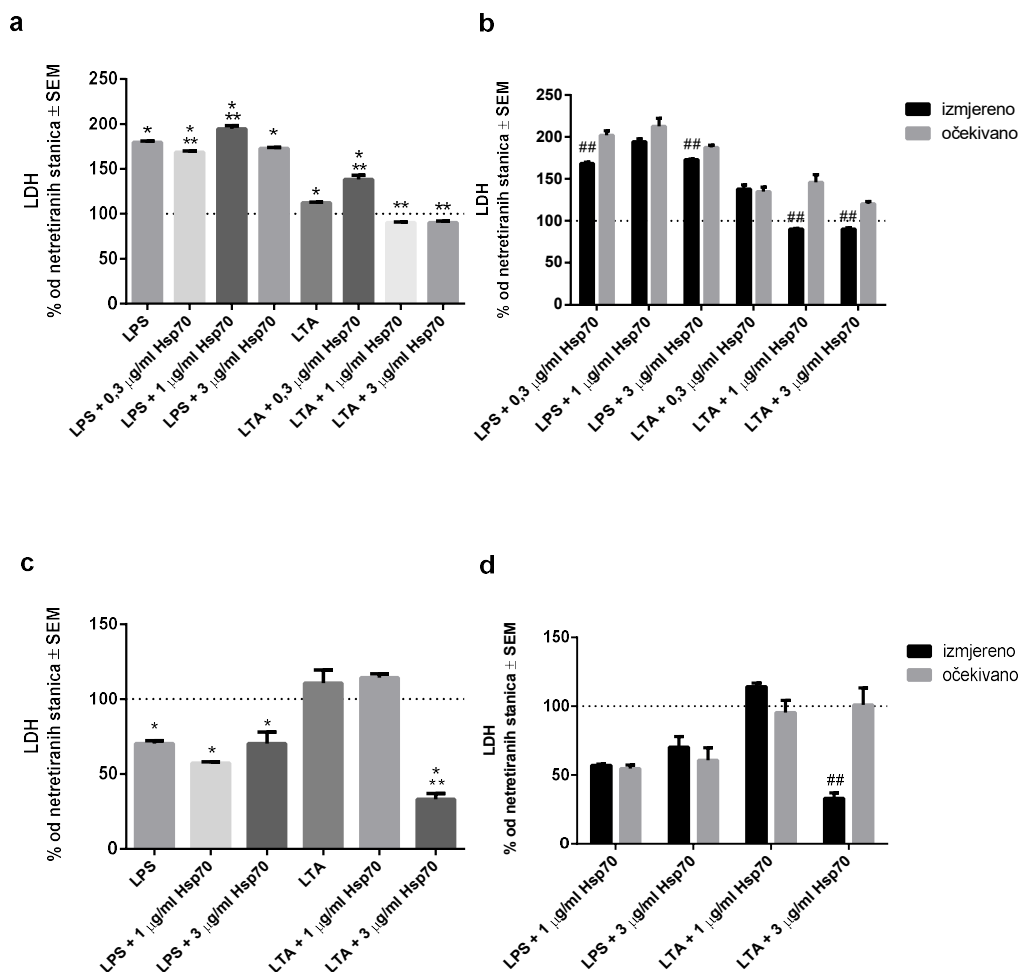 a
LDH
% od netretiranih stanica ± SEM
250
200
150
100
50
0
*
*
**
*
**
*
*
*
**
**
**
LPS
LPS + 0,3 µg/ml Hsp70
LPS + 1 µg/ml Hsp70
LPS + 3 µg/ml Hsp70
LTA
LTA + 0,3 µg/ml Hsp70
LTA + 1 µg/ml Hsp70
LTA + 3 µg/ml Hsp70
b
LDH
% od netretiranih stanica ± SEM
250
200
150
100
50
0
##
##
##
##
LPS + 0,3 µg/ml Hsp70
LPS + 1 µg/ml Hsp70
LPS + 3 µg/ml Hsp70
LTA + 0,3 µg/ml Hsp70
LTA + 1 µg/ml Hsp70
LTA + 3 µg/ml Hsp70
izmjereno
očekivano
c
LDH
% od netretiranih stanica ± SEM
150
100
50
0
*
*
*
*
**
LPS
LPS + 1 µg/ml Hsp70
LPS + 3 µg/ml Hsp70
LTA
LTA + 1 µg/ml Hsp70
LTA + 3 µg/ml Hsp70
d
LDH
% od netretiranih stanica ± SEM
150
100
50
0
##
LPS + 1 µg/ml Hsp70
LPS + 3 µg/ml Hsp70
LTA + 1 µg/ml Hsp70
LTA + 3 µg/ml Hsp70
izmjereno
očekivano